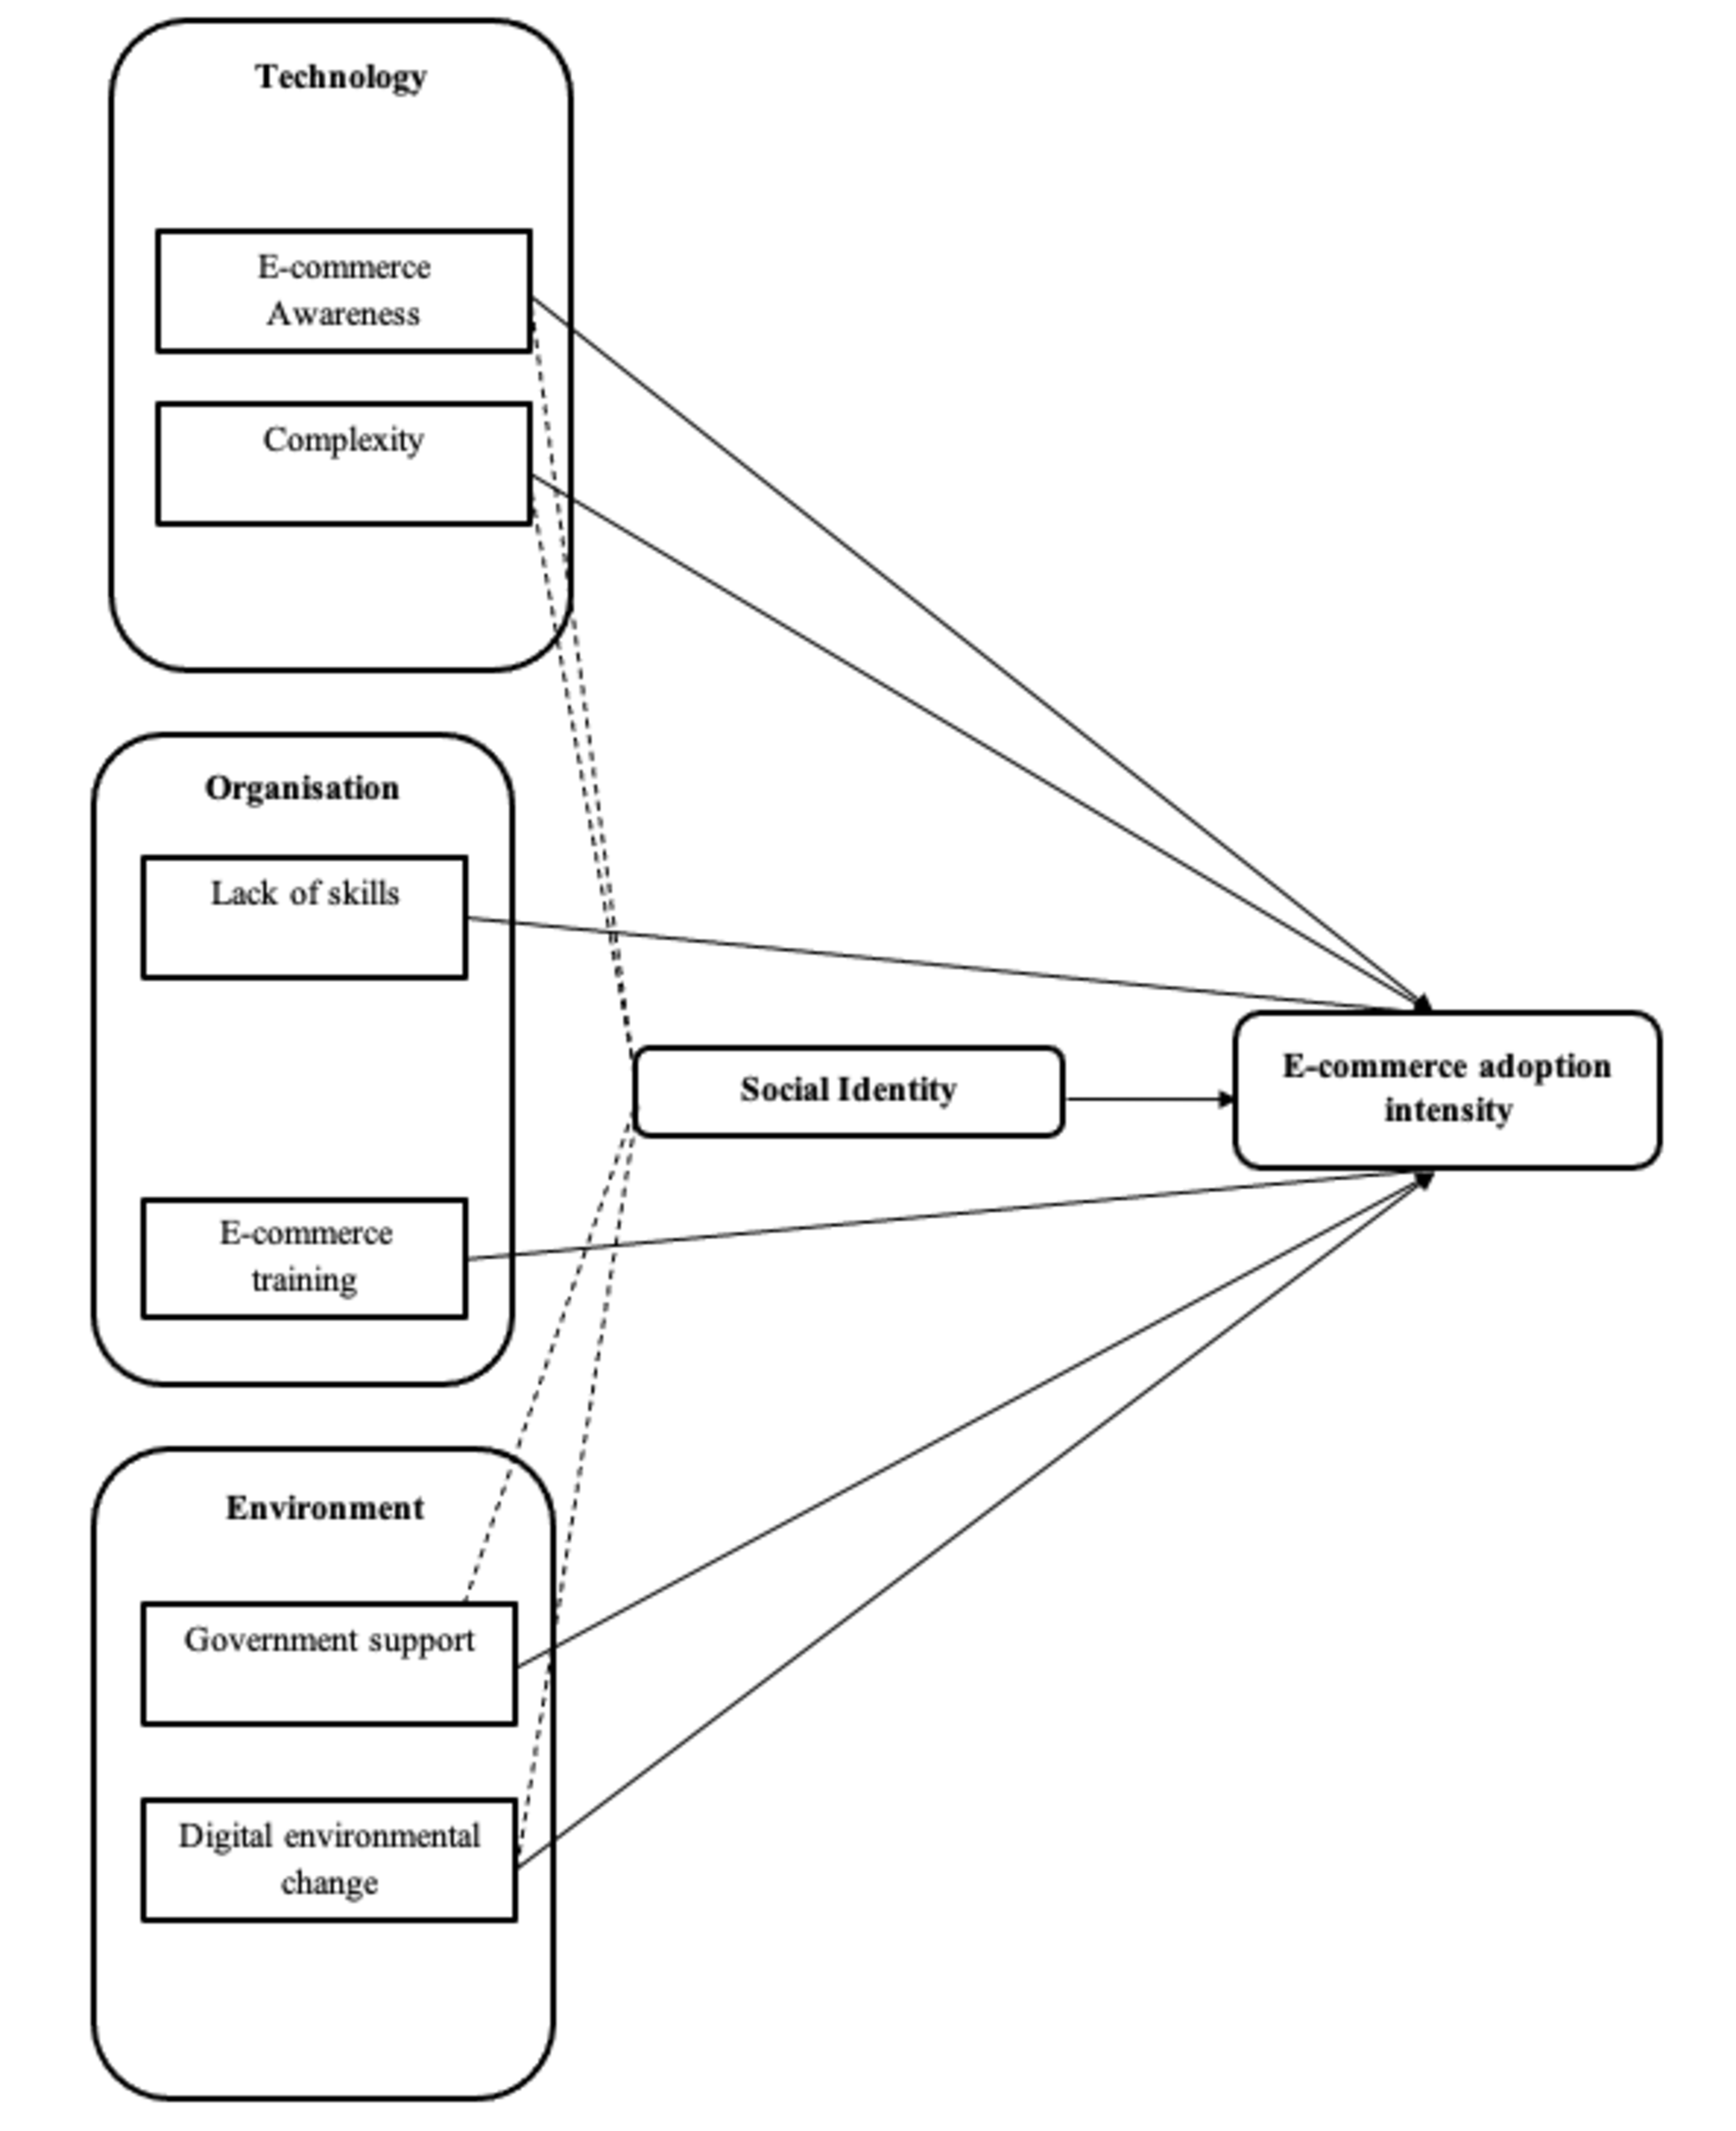 Technology
E-commerce
Awareness
Complexity
Organisation
Lack of skills
E-commerce
training
Social Identity
E-commerce adoption
intensity
Environment
Government support
Digital environmental
change